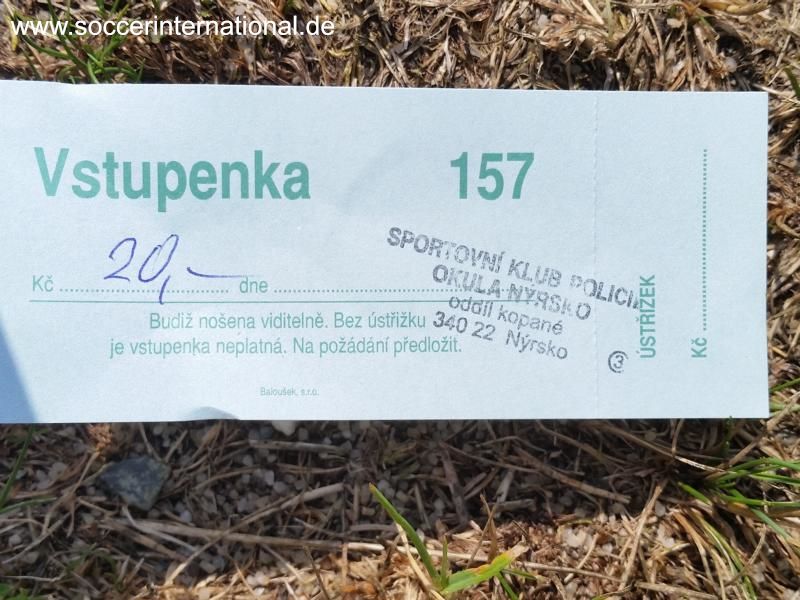 www.soccerinternational.de
Vstupenka 157
Kč 20,- dne
Budiž nošena viditelně. Bez ústřižku
je vstupenka neplatná. Na požádání předložit.
Baloušek, s.r.o.
SPORTOVNÍ KLUB POLICIE
OKULA NÝRSKO
oddíl kopané
340 22 Nýrsko
3
ÚSTŘIŽEK
Kč